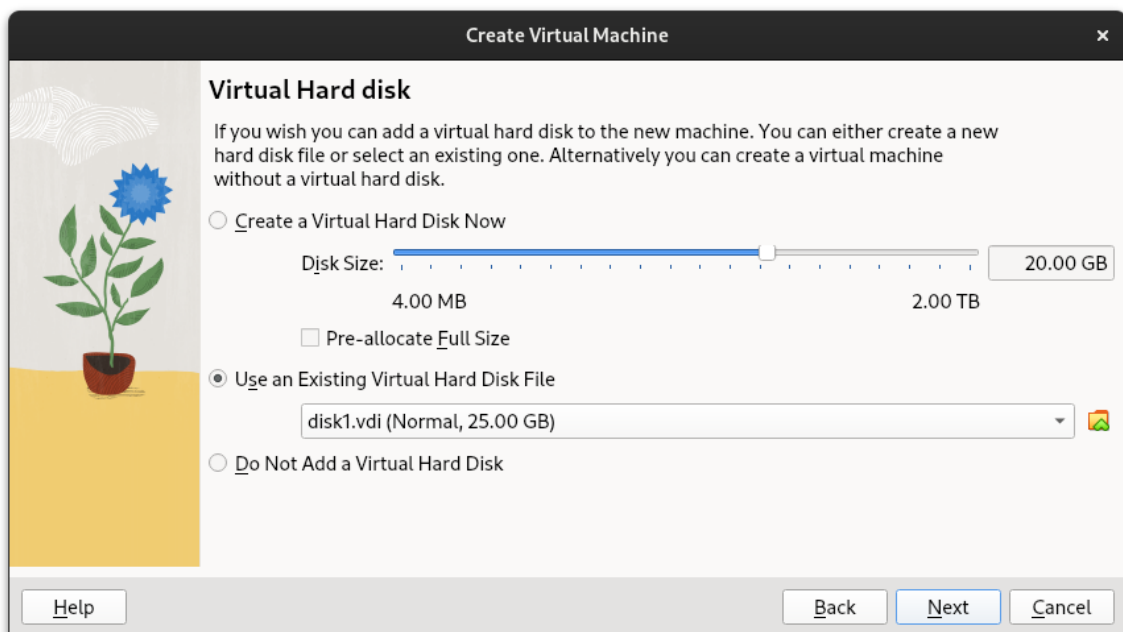 Create Virtual Machine
Virtual Hard disk
If you wish you can add a virtual hard disk to the new machine. You can either create a new
hard disk file or select an existing one. Alternatively you can create a virtual machine
without a virtual hard disk.
Create a Virtual Hard Disk Now
Disk Size:
20.00 GB
4.00 MB
2.00 TB
Pre-allocate Full Size
Use an Existing Virtual Hard Disk File
disk1.vdi (Normal, 25.00 GB)
Do Not Add a Virtual Hard Disk
Help
Back
Next
Cancel